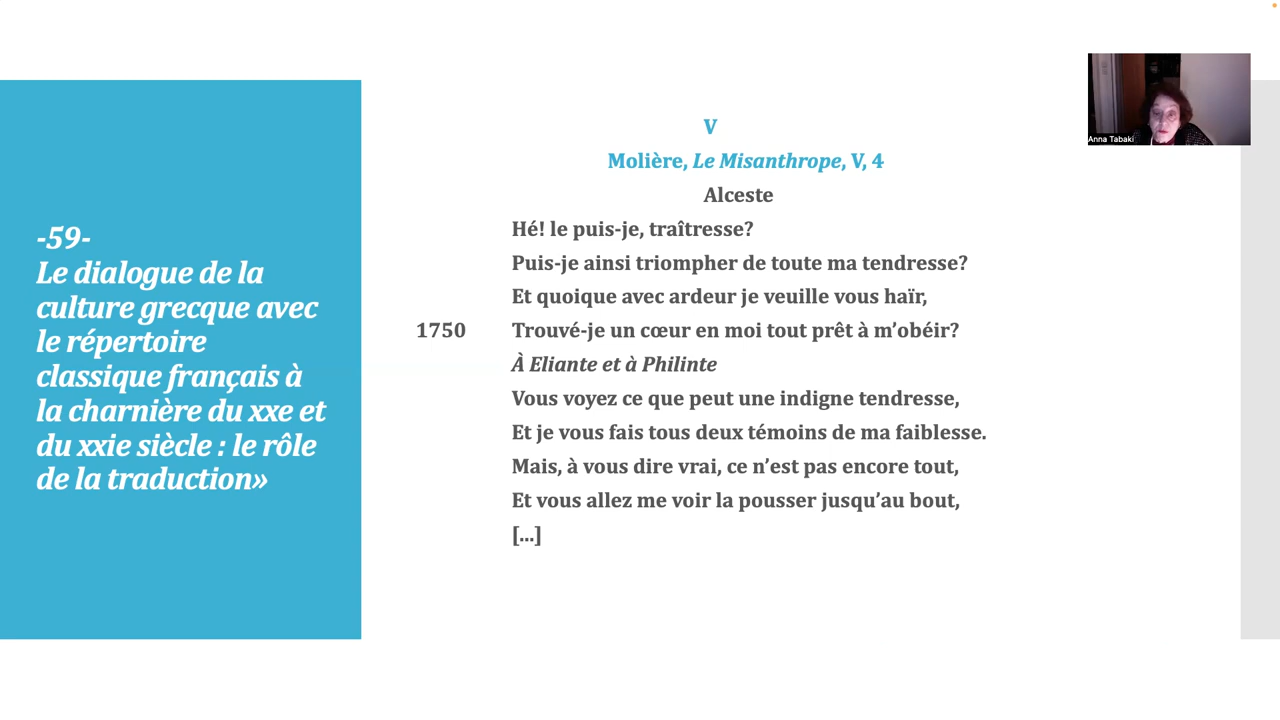 -59-
Le dialogue de la
culture grecque avec
le répertoire
classique français à
la charnière du xxe et
du xxie siècle : le rôle
de la traduction»
V
Molière, Le Misanthrope, V, 4
Alceste
Hé! le puis-je, traîtresse?
Puis-je ainsi triompher de toute ma tendresse?
Et quoique avec ardeur je veuille vous haïr,
1750 Trouvé-je un cœur en moi tout prêt à m’obéir?
À Eliante et à Philinte
Vous voyez ce que peut une indigne tendresse,
Et je vous fais tous deux témoins de ma faiblesse.
Mais, à vous dire vrai, ce n’est pas encore tout,
Et vous allez me voir la pousser jusqu’au bout,
[…]
Anna Tabaki